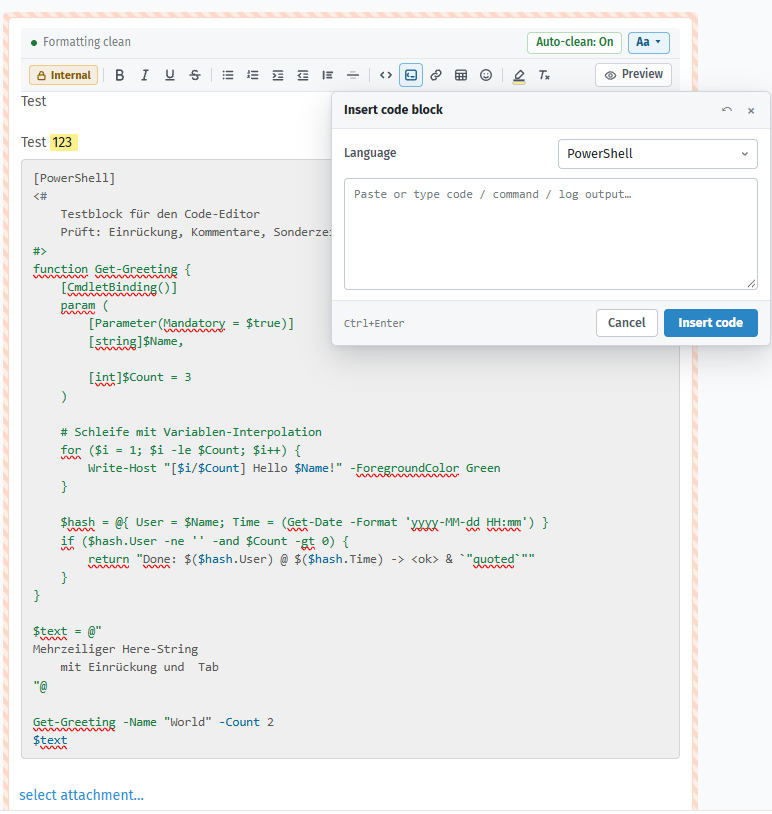 Formatting clean
Auto-clean: On
Aa
Internal
B I U S
Tx
Preview
Test
Test 123
Insert code block
Language
PowerShell
Paste or type code / command / log output…
Ctrl+Enter
Cancel
Insert code
[PowerShell]
<#
    Testblock für den Code-Editor
    Prüft: Einrückung, Kommentare, 
#>
function Get-Greeting {
    [CmdletBinding()]
    param (
        [Parameter(Mandatory = $true)]
        [string]$Name,
        [int]$Count = 3
    )
    # Schleife mit Variablen-Interpolation
    for ($i = 1; $i -le $Count; $i++) {
        Write-Host "[$i/$Count] Hello $Name!" -ForegroundColor Green
    }
    $hash = @{ User = $Name; Time = (Get-Date -Format 'yyyy-MM-dd HH:mm') }
    if ($hash.User -ne '' -and $Count -gt 0) {
        return "Done: $($hash.User) @ $($hash.Time) -> <ok> & `"quoted`""
    }
}
$text = @"
Mehrzeiliger Here-String
    mit Einrückung und  Tab
"@
Get-Greeting -Name "World" -Count 2
$text
select attachment...